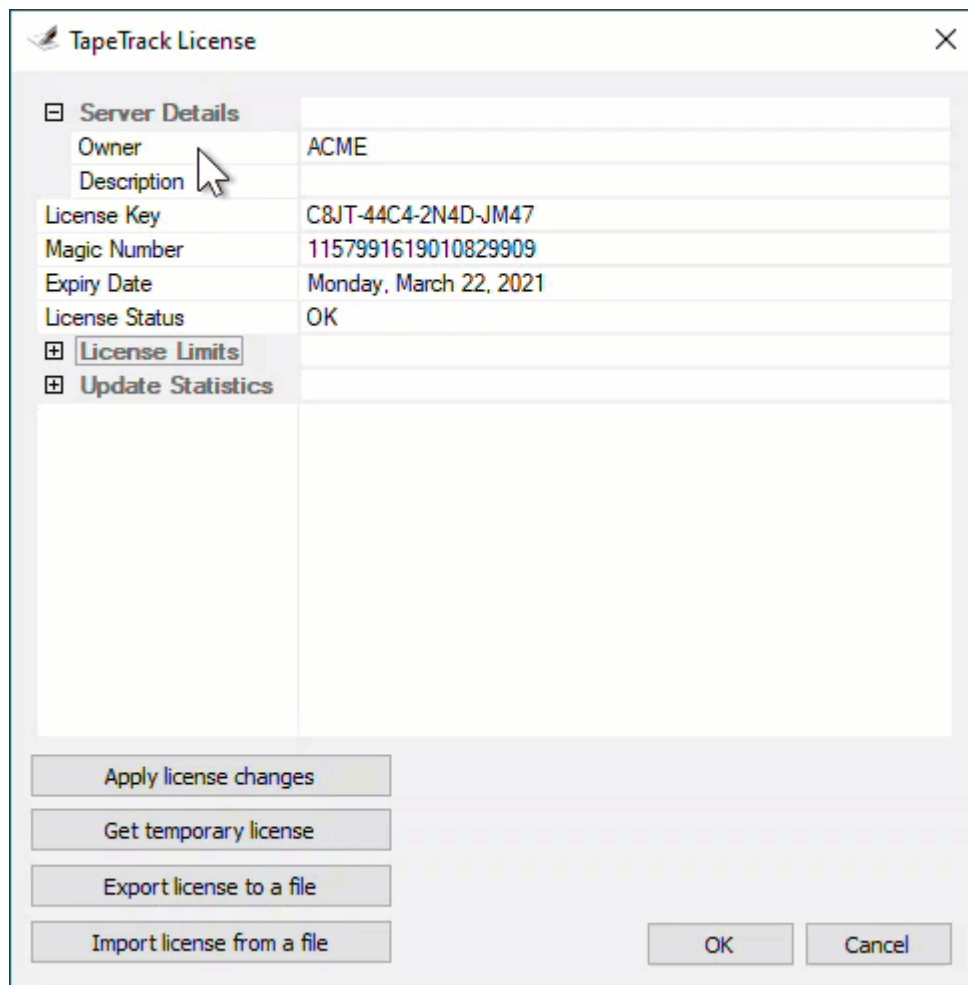 TapeTrack License
Server Details
Owner ACME
Description
License Key C8JT-44C4-2N4D-JM47
Magic Number 1157991619010829909
Expiry Date Monday, March 22, 2021
License Status OK
License Limits
Update Statistics
Apply license changes
Get temporary license
Export license to a file
Import license from a file
OK Cancel